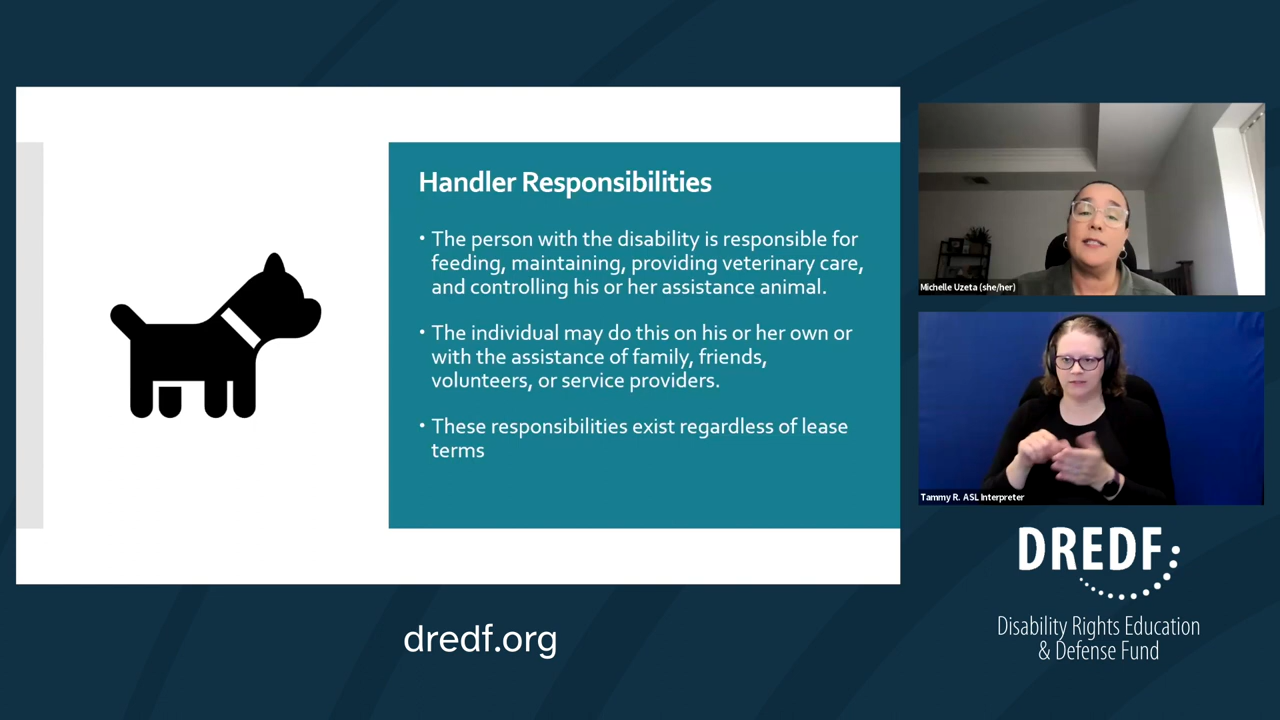 Handler Responsibilities
• The person with the disability is responsible for
feeding, maintaining, providing veterinary care,
and controlling his or her assistance animal.
• The individual may do this on his or her own or
with the assistance of family, friends,
volunteers, or service providers.
• These responsibilities exist regardless of lease
terms
Michelle Uzeta (she/her)
Tammy R. ASL Interpreter
DREDF
Disability Rights Education
& Defense Fund
dredf.org